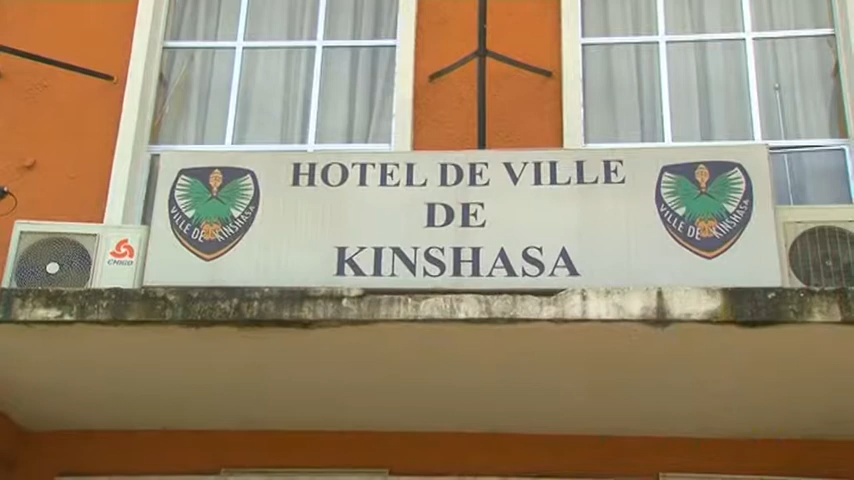 HOTEL DE VILLE
DE
KINSHASA
VILLE DE KINSHASA
VILLE DE KINSHASA
CHIGO